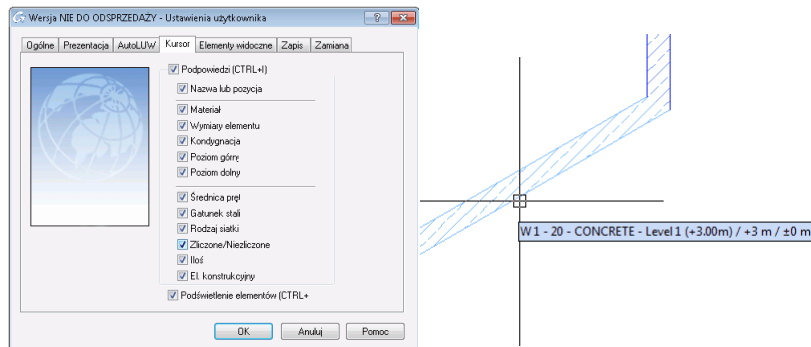 Wersja NIE DO ODSPRZEDAŻY - Ustawienia użytkownika
Ogólne Prezentacja AutoLUW Kursor Elementy widoczne Zapis Zamiana
Podpowiedzi (CTRL+I)
Nazwa lub pozycja
Materiał
Wymiary elementu
Kondygnacja
Poziom górny
Poziom dolny
Średnica pręt
Gatunek stali
Rodzaj siatki
Zliczone/Niezliczone
Iloś
El. konstrukcyjny
Podświetlenie elementów (CTRL+
OK Anuluj Pomoc
W 1 - 20 - CONCRETE - Level 1 (+3.00m) / +3 m / ±0 m